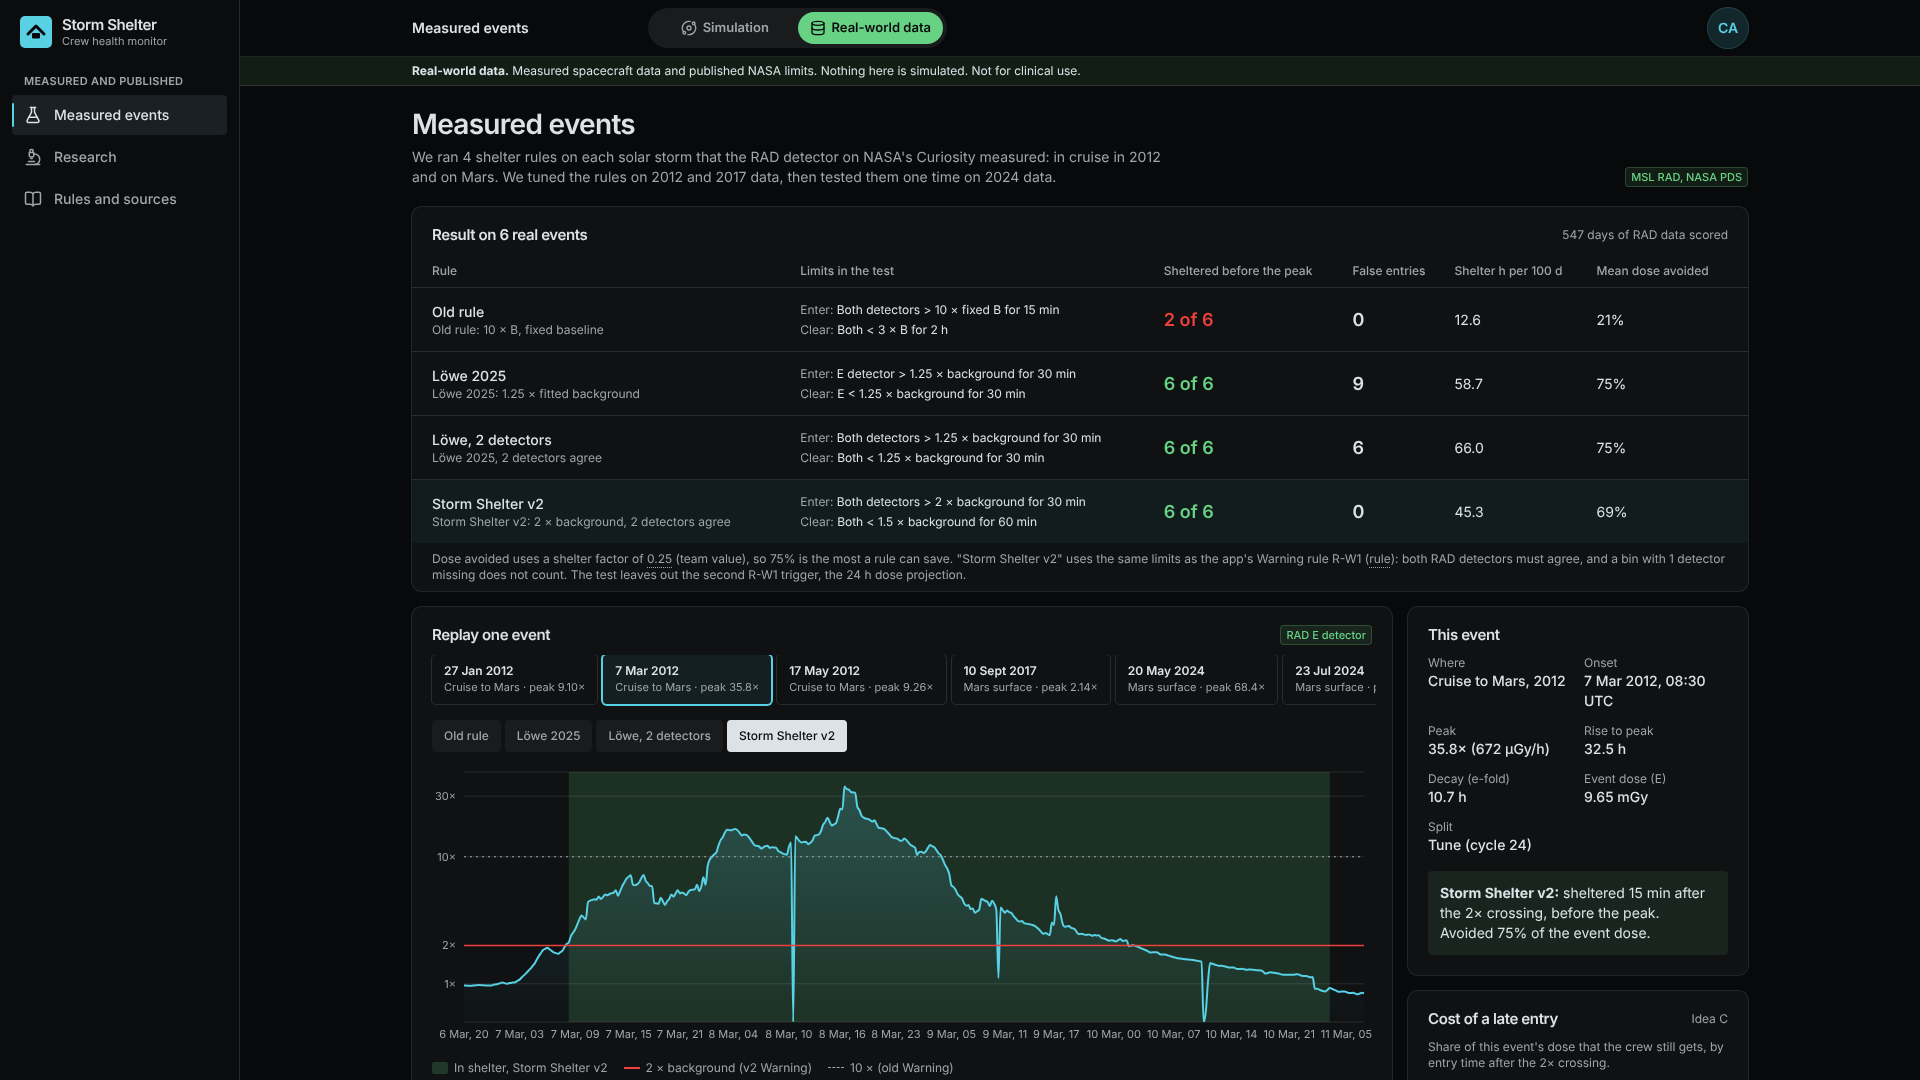 Storm Shelter
Crew health monitor
MEASURED AND PUBLISHED
Measured events
Research
Rules and sources
Measured events
Simulation
Real-world data
CA
Real-world data. Measured spacecraft data and published NASA limits. Nothing here is simulated. Not for clinical use.
Measured events
We ran 4 shelter rules on each solar storm that the RAD detector on NASA's Curiosity measured: in cruise in 2012
and on Mars. We tuned the rules on 2012 and 2017 data, then tested them one time on 2024 data.
MSL RAD, NASA PDS
Result on 6 real events
547 days of RAD data scored
Rule Limits in the test Sheltered before the peak False entries Shelter h per 100 d Mean dose avoided
Old rule
Old rule: 10 × B, fixed baseline
Enter: Both detectors > 10 × fixed B for 15 min
Clear: Both < 3 × B for 2 h
2 of 6 0 12.6 21%
Löwe 2025
Löwe 2025: 1.25 × fitted background
Enter: E detector > 1.25 × background for 30 min
Clear: E < 1.25 × background for 30 min
6 of 6 9 58.7 75%
Löwe, 2 detectors
Löwe 2025, 2 detectors agree
Enter: Both detectors > 1.25 × background for 30 min
Clear: Both < 1.25 × background for 30 min
6 of 6 6 66.0 75%
Storm Shelter v2
Storm Shelter v2: 2 × background, 2 detectors agree
Enter: Both detectors > 2 × background for 30 min
Clear: Both < 1.5 × background for 60 min
6 of 6 0 45.3 69%
Dose avoided uses a shelter factor of 0.25 (team value), so 75% is the most a rule can save. "Storm Shelter v2" uses the same limits as the app's Warning rule R-W1 (rule): both RAD detectors must agree, and a bin with 1 detector
missing does not count. The test leaves out the second R-W1 trigger, the 24 h dose projection.
Replay one event
RAD E detector
27 Jan 2012
Cruise to Mars · peak 9.10×
7 Mar 2012
Cruise to Mars · peak 35.8×
17 May 2012
Cruise to Mars · peak 9.26×
10 Sept 2017
Mars surface · peak 2.14×
20 May 2024
Mars surface · peak 68.4×
23 Jul 2024
Mars surface ·
Old rule
Löwe 2025
Löwe, 2 detectors
Storm Shelter v2
30×
10×
2×
1×
6 Mar, 20 7 Mar, 03 7 Mar, 09 7 Mar, 15 7 Mar, 21 8 Mar, 04 8 Mar, 10 8 Mar, 16 8 Mar, 23 9 Mar, 05 9 Mar, 11 9 Mar, 17 10 Mar, 00 10 Mar, 07 10 Mar, 14 10 Mar, 21 11 Mar, 05
In shelter, Storm Shelter v2
2 × background (v2 Warning)
10 × (old Warning)
This event
Where
Cruise to Mars, 2012
Onset
7 Mar 2012, 08:30
UTC
Peak
35.8× (672 µGy/h)
Rise to peak
32.5 h
Decay (e-fold)
10.7 h
Event dose (E)
9.65 mGy
Split
Tune (cycle 24)
Storm Shelter v2: sheltered 15 min after
the 2× crossing, before the peak.
Avoided 75% of the event dose.
Cost of a late entry
Idea C
Share of this event's dose that the crew still gets, by
entry time after the 2× crossing.